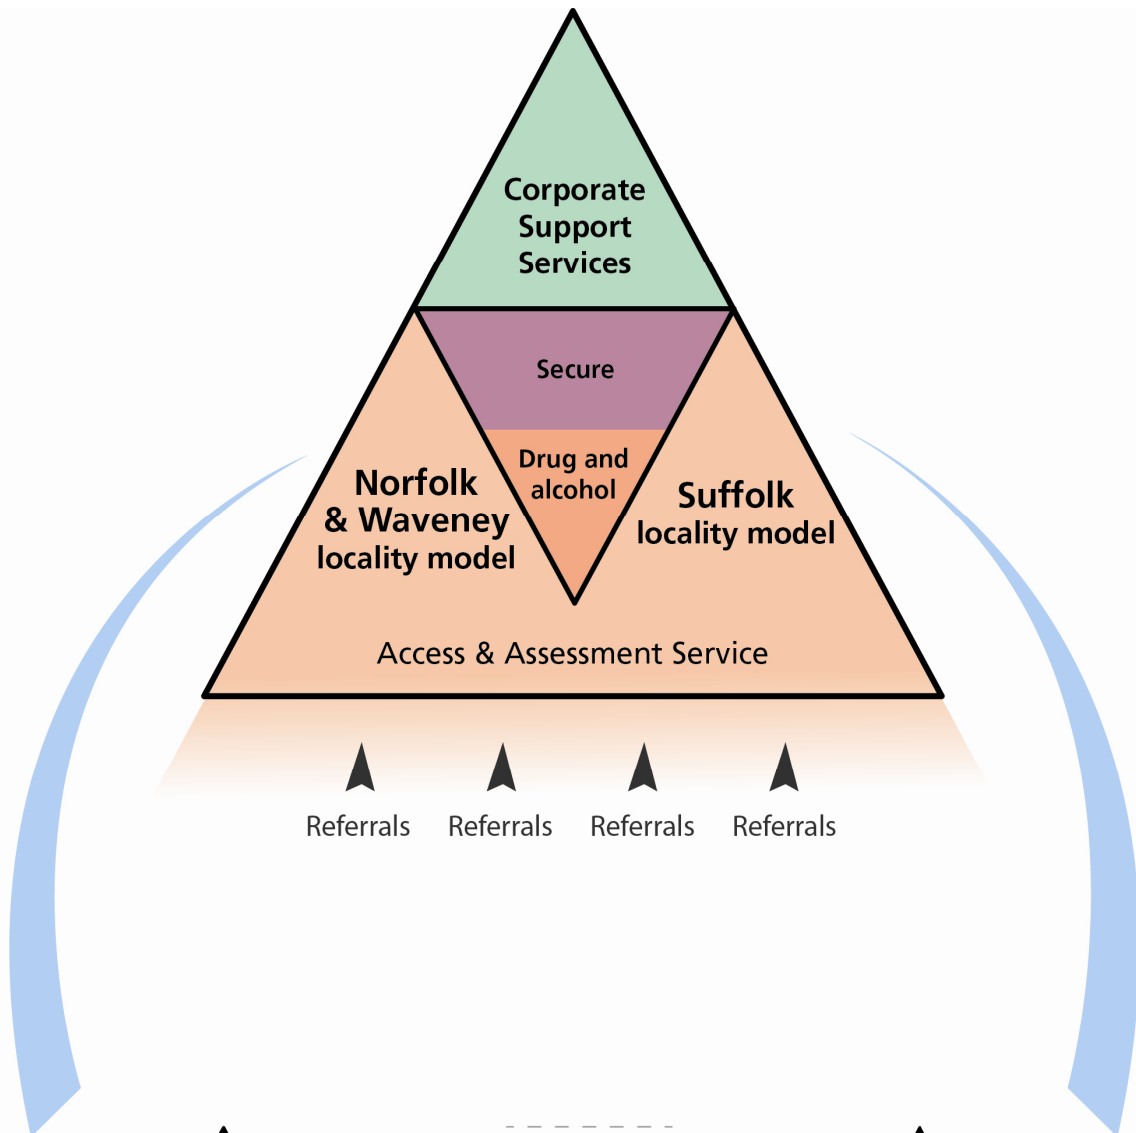 Corporate
Support
Services
Secure
Drug and
alcohol
Norfolk
& Waveney
locality model
Suffolk
locality model
Access & Assessment Service
Referrals Referrals Referrals Referrals